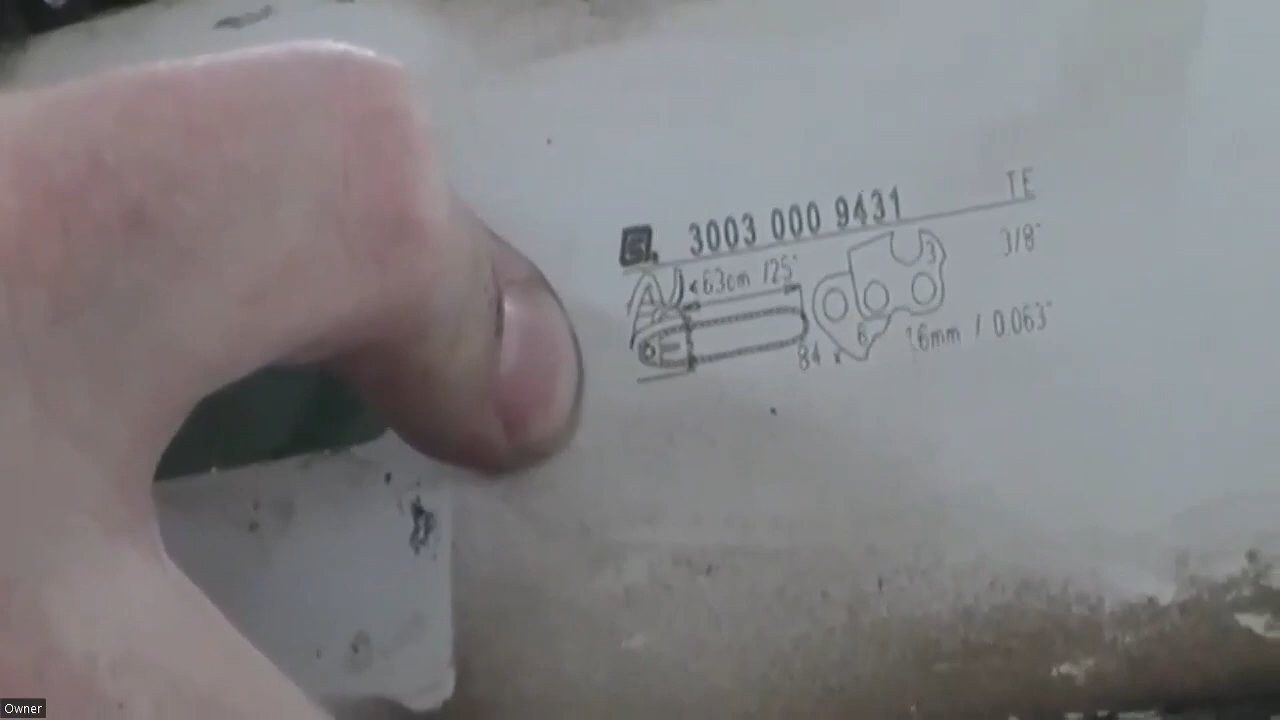 3003 000 9431 TE
63cm /25"
3
3/8"
84 x 6
1.6mm / 0.063"
Owner